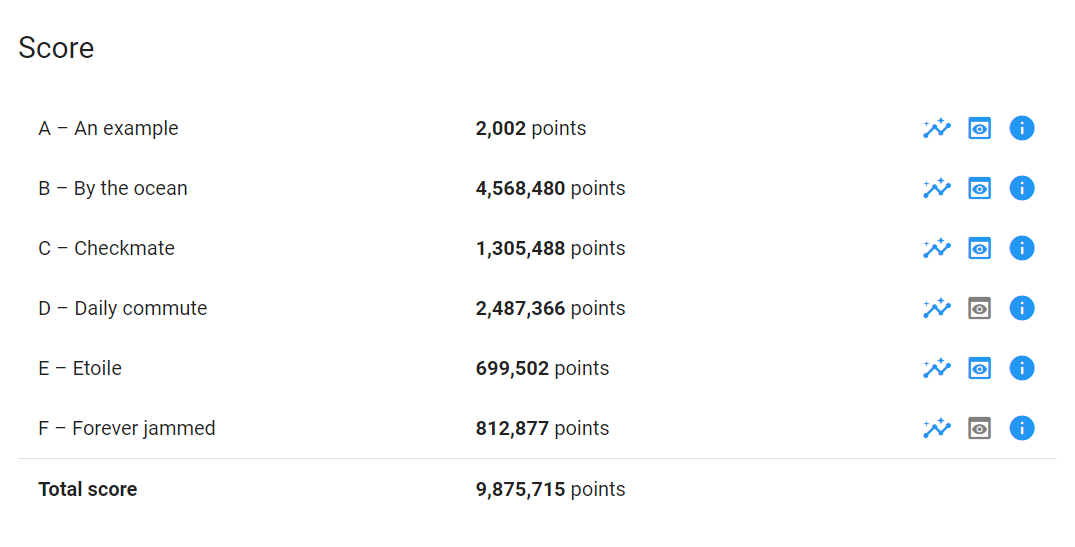 Score
A – An example 2,002 points
B – By the ocean 4,568,480 points
C – Checkmate 1,305,488 points
D – Daily commute 2,487,366 points
E – Etoile 699,502 points
F – Forever jammed 812,877 points
Total score 9,875,715 points